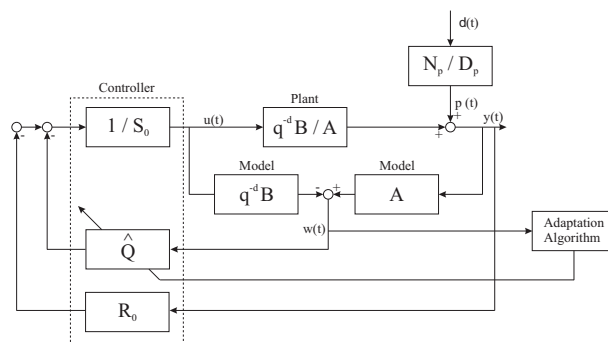 d(t)
N_p / D_p
Controller
Plant
p (t)
+
1 / S_0
u(t)
q^-d B / A
+
y(t)
-
-
Model
Model
q^-d B
-
+
A
w(t)
Adaptation
Algorithm
^
Q
R_0